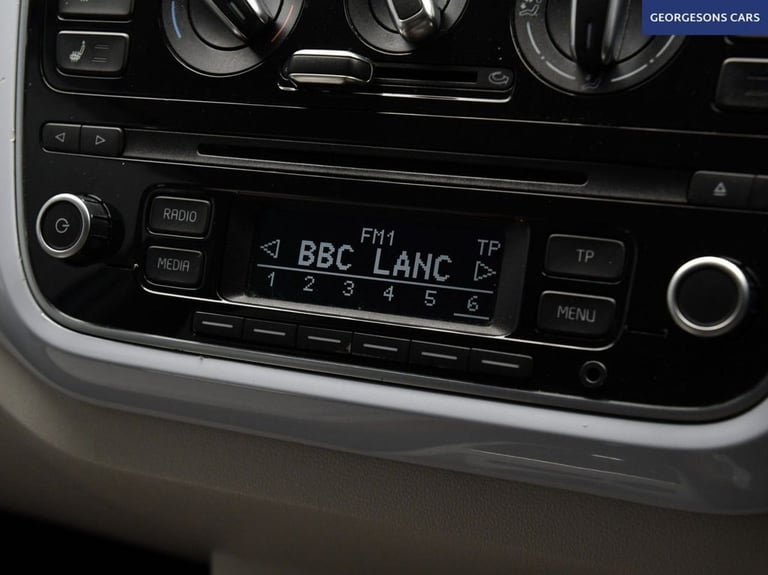 GEORGESONS CARS
RADIO
MEDIA
FM1
TP
BBC LANC
1 2 3 4 5 6
TP
MENU